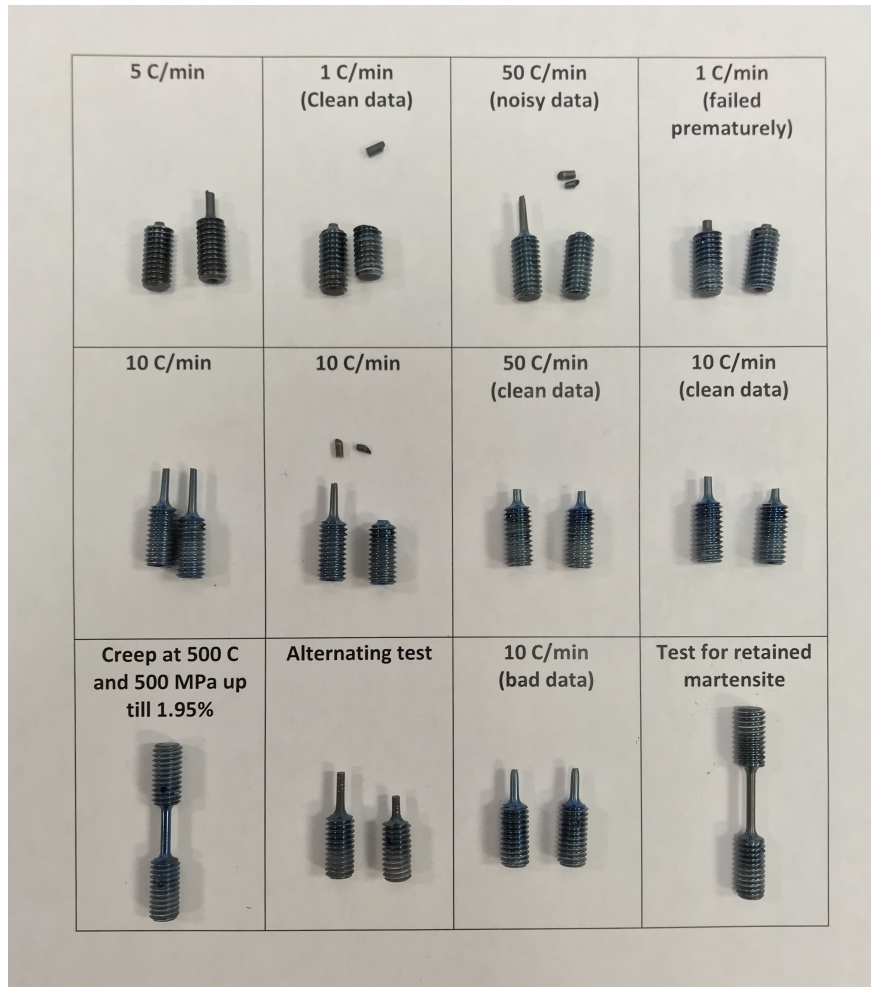 5 C/min
1 C/min
(Clean data)
50 C/min
(noisy data)
1 C/min
(failed
prematurely)
10 C/min
10 C/min
50 C/min
(clean data)
10 C/min
(clean data)
Creep at 500 C
and 500 MPa up
till 1.95%
Alternating test
10 C/min
(bad data)
Test for retained
martensite